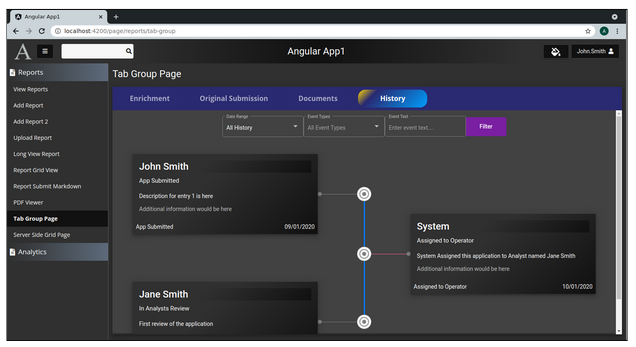 Angular App1
localhost:4200/page/reports/tab-group
A
Angular App1
John.Smith
Reports
View Reports
Add Report
Add Report 2
Upload Report
Long View Report
Report Grid View
Report Submit Markdown
PDF Viewer
Tab Group Page
Server Side Grid Page
Analytics
Tab Group Page
Enrichment
Original Submission
Documents
History
Date Range
All History
Event Types
All Event Types
Event Text
Enter event text...
Filter
John Smith
App Submitted
Description for entry 1 is here
Additional information would be here
App Submitted 09/01/2020
System
Assigned to Operator
System Assigned this application to Analyst named Jane Smith
Additional information would be here
Assigned to Operator 10/01/2020
Jane Smith
In Analysts Review
First review of the application